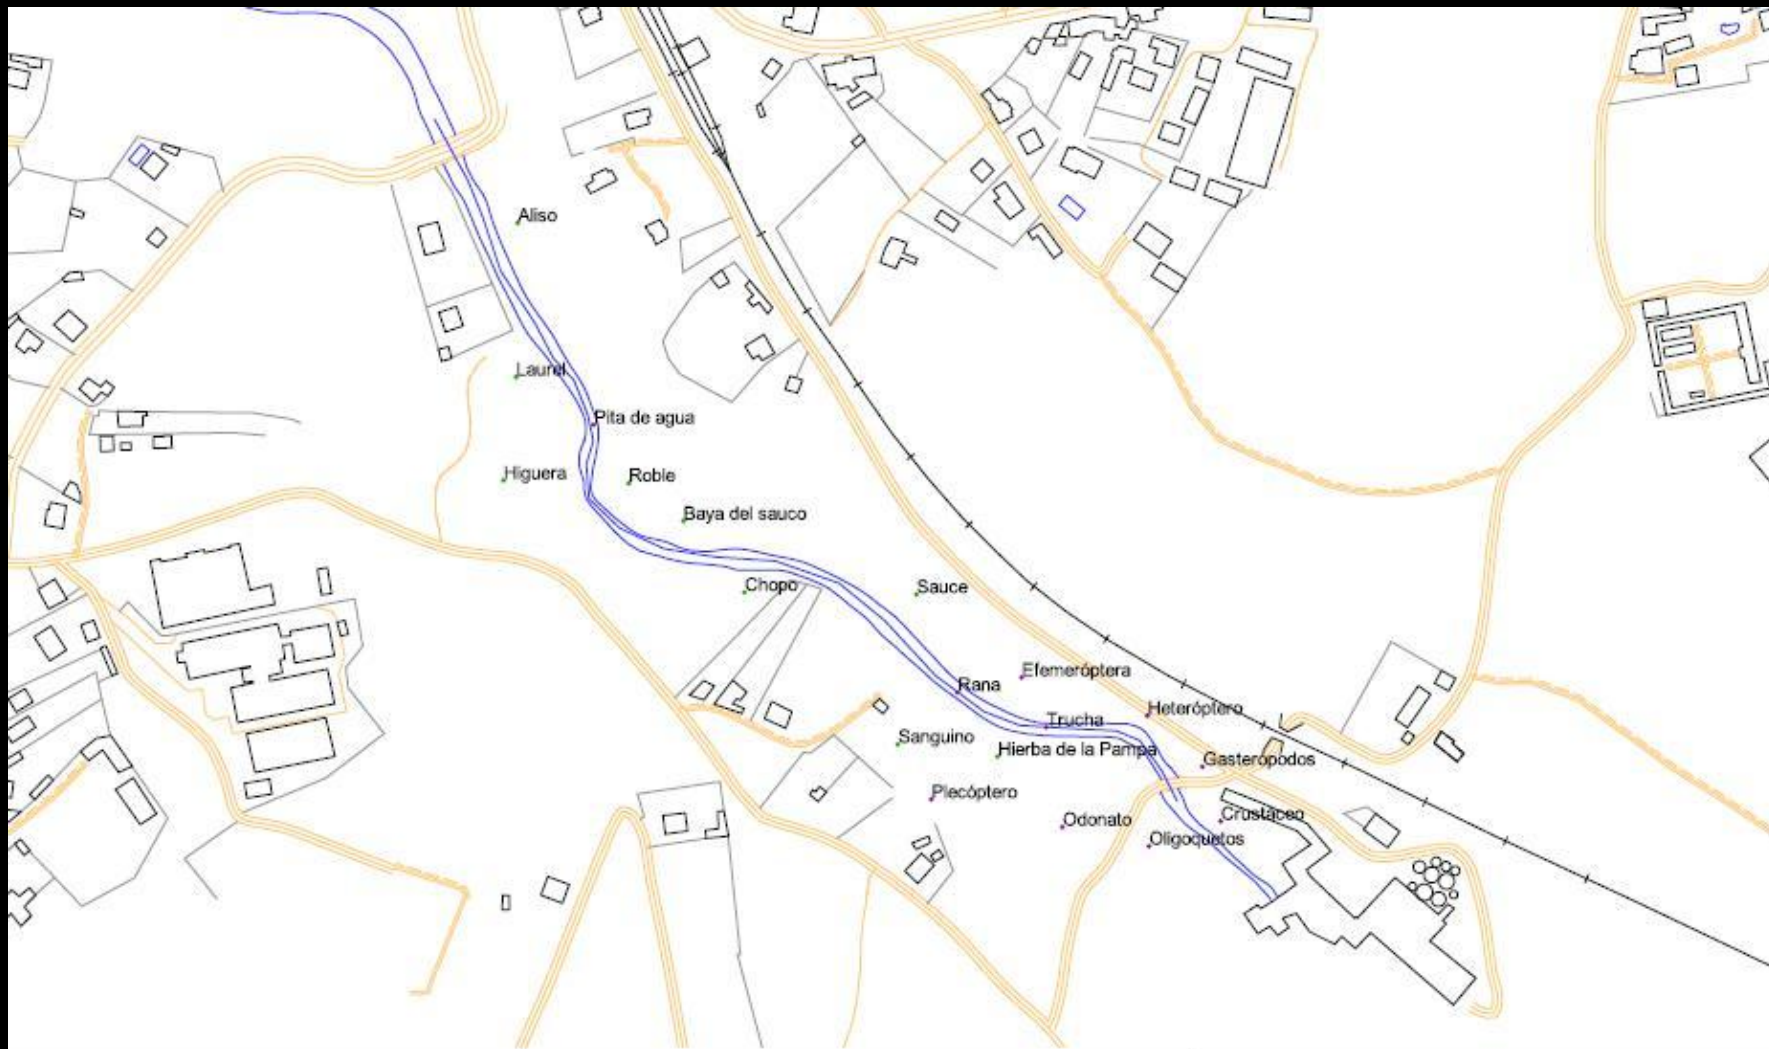 Aliso
Laurel
Pita de agua
Higuera
Roble
Baya del sauco
Chopo
Sauce
Efemeróptera
Rana
Heteróptero
Trucha
Sanguino
Hierba de la Pampa
Gasterópodos
Plecóptero
Odonato
Crustáceo
Oligoquetos